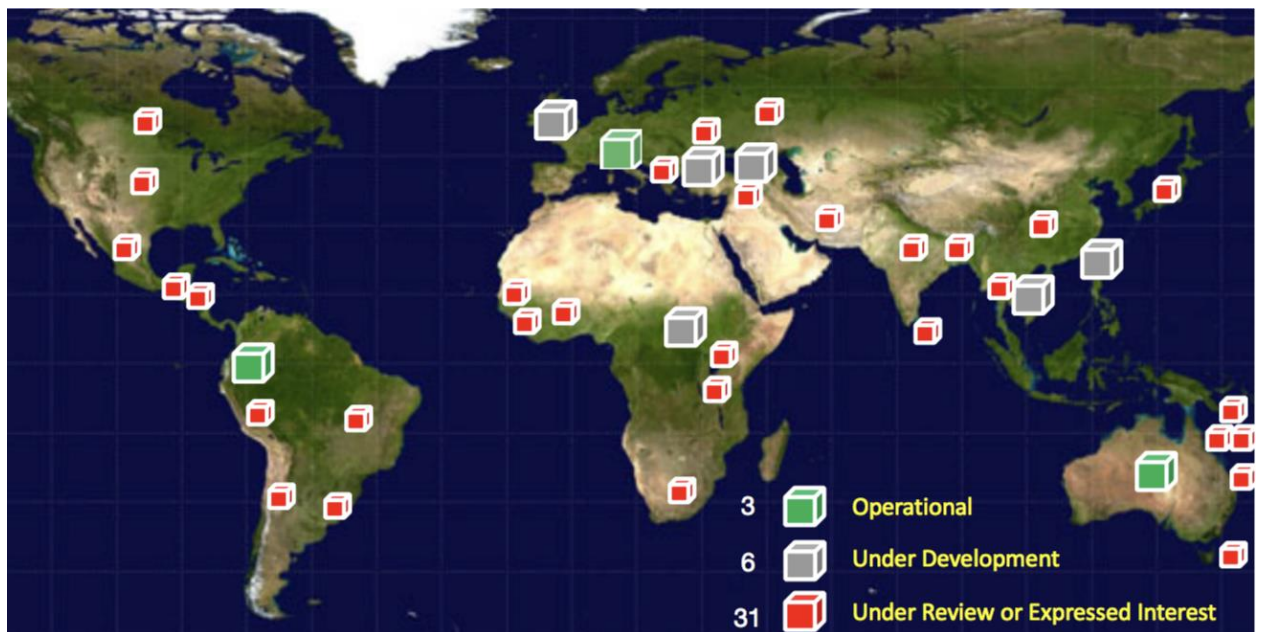 3 Operational
6 Under Development
31 Under Review or Expressed Interest